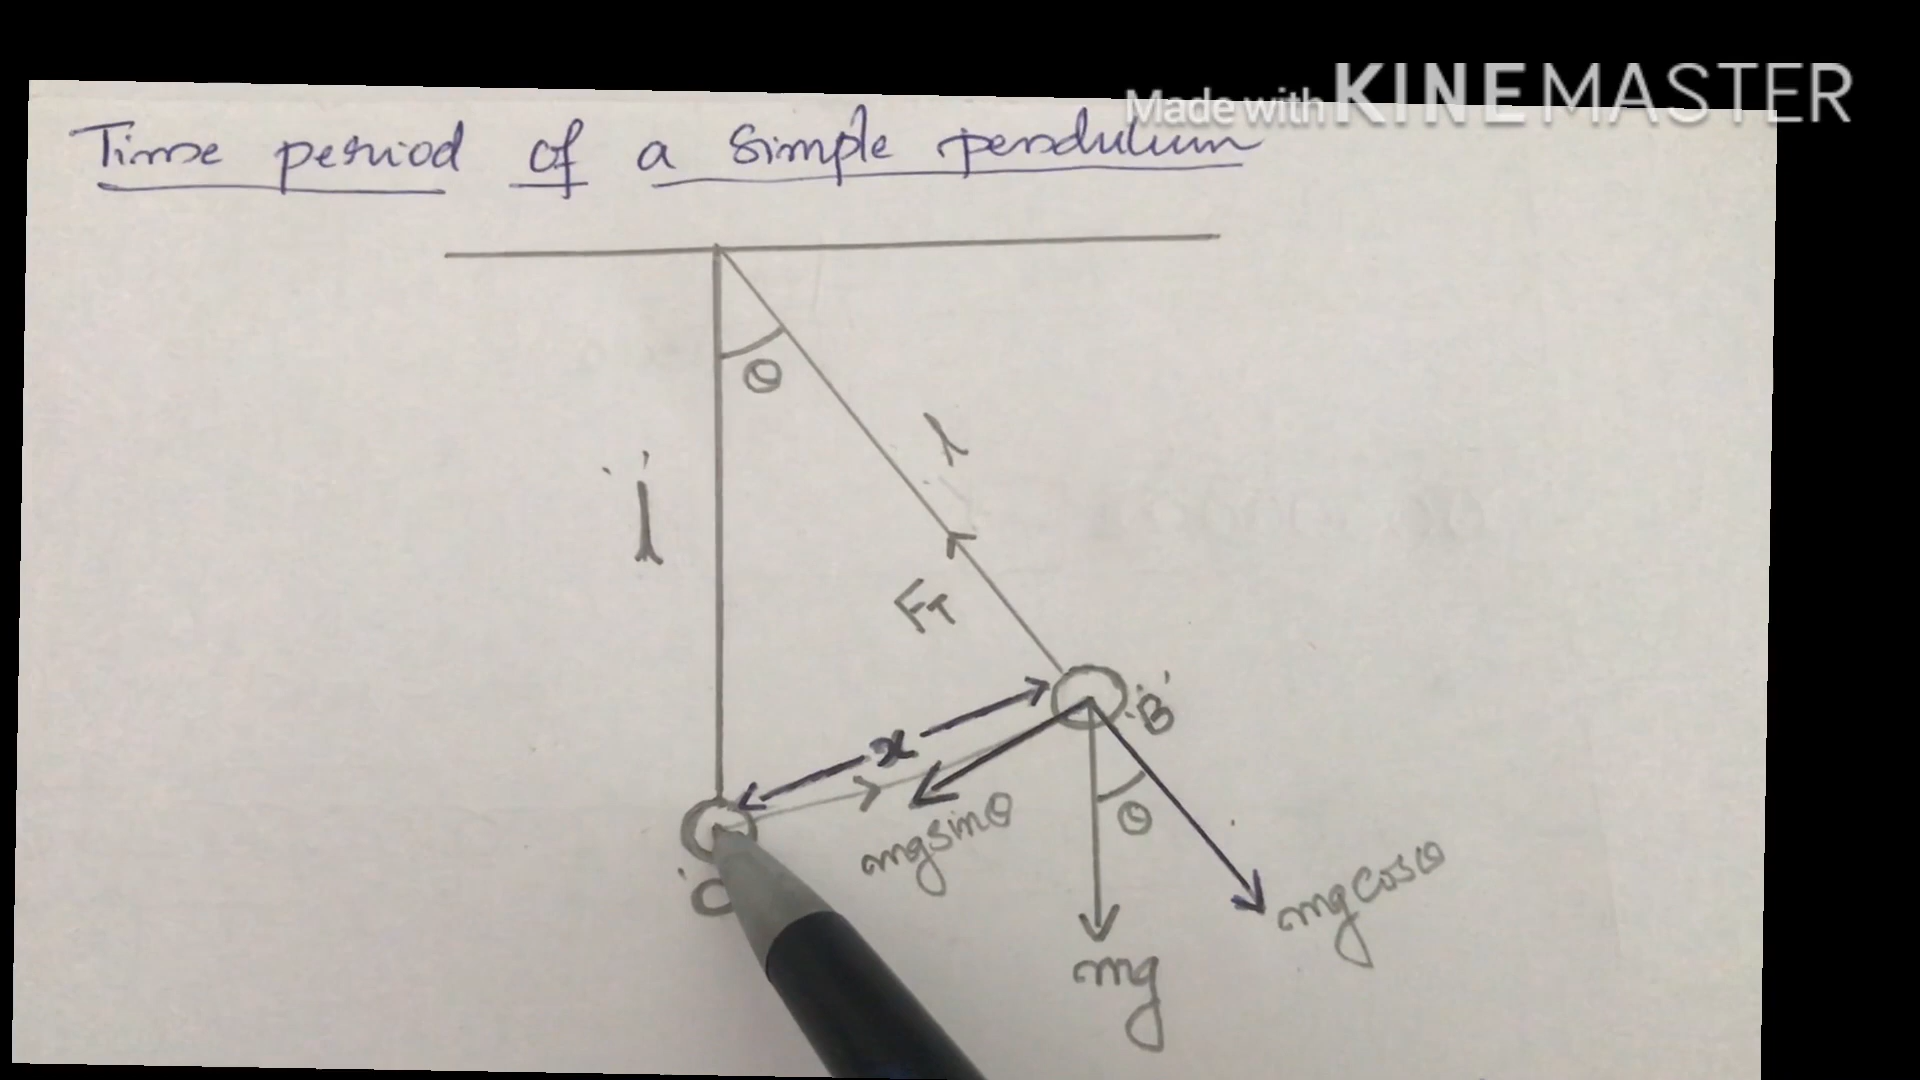 Made with KINEMASTER
Time period of a simple pendulum
θ
l
l
FT
'B'
x
mg sinθ
θ
mg cosθ
mg